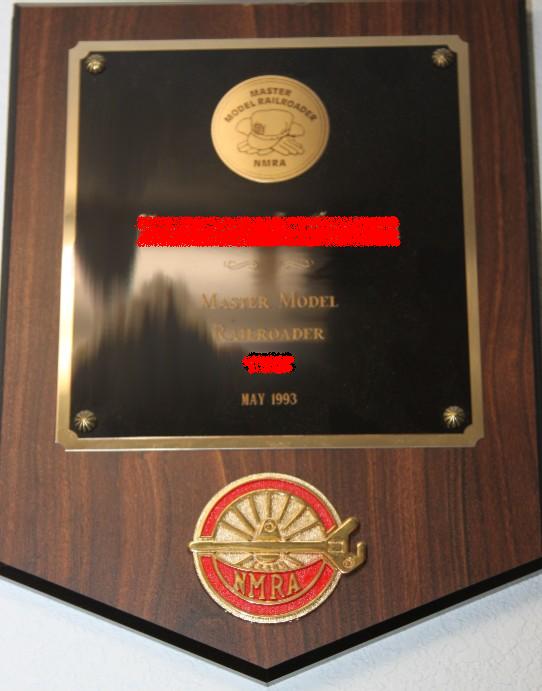 MASTER
MODEL RAILROADER
NMRA
MASTER MODEL
RAILROADER
MAY 1993
NMRA